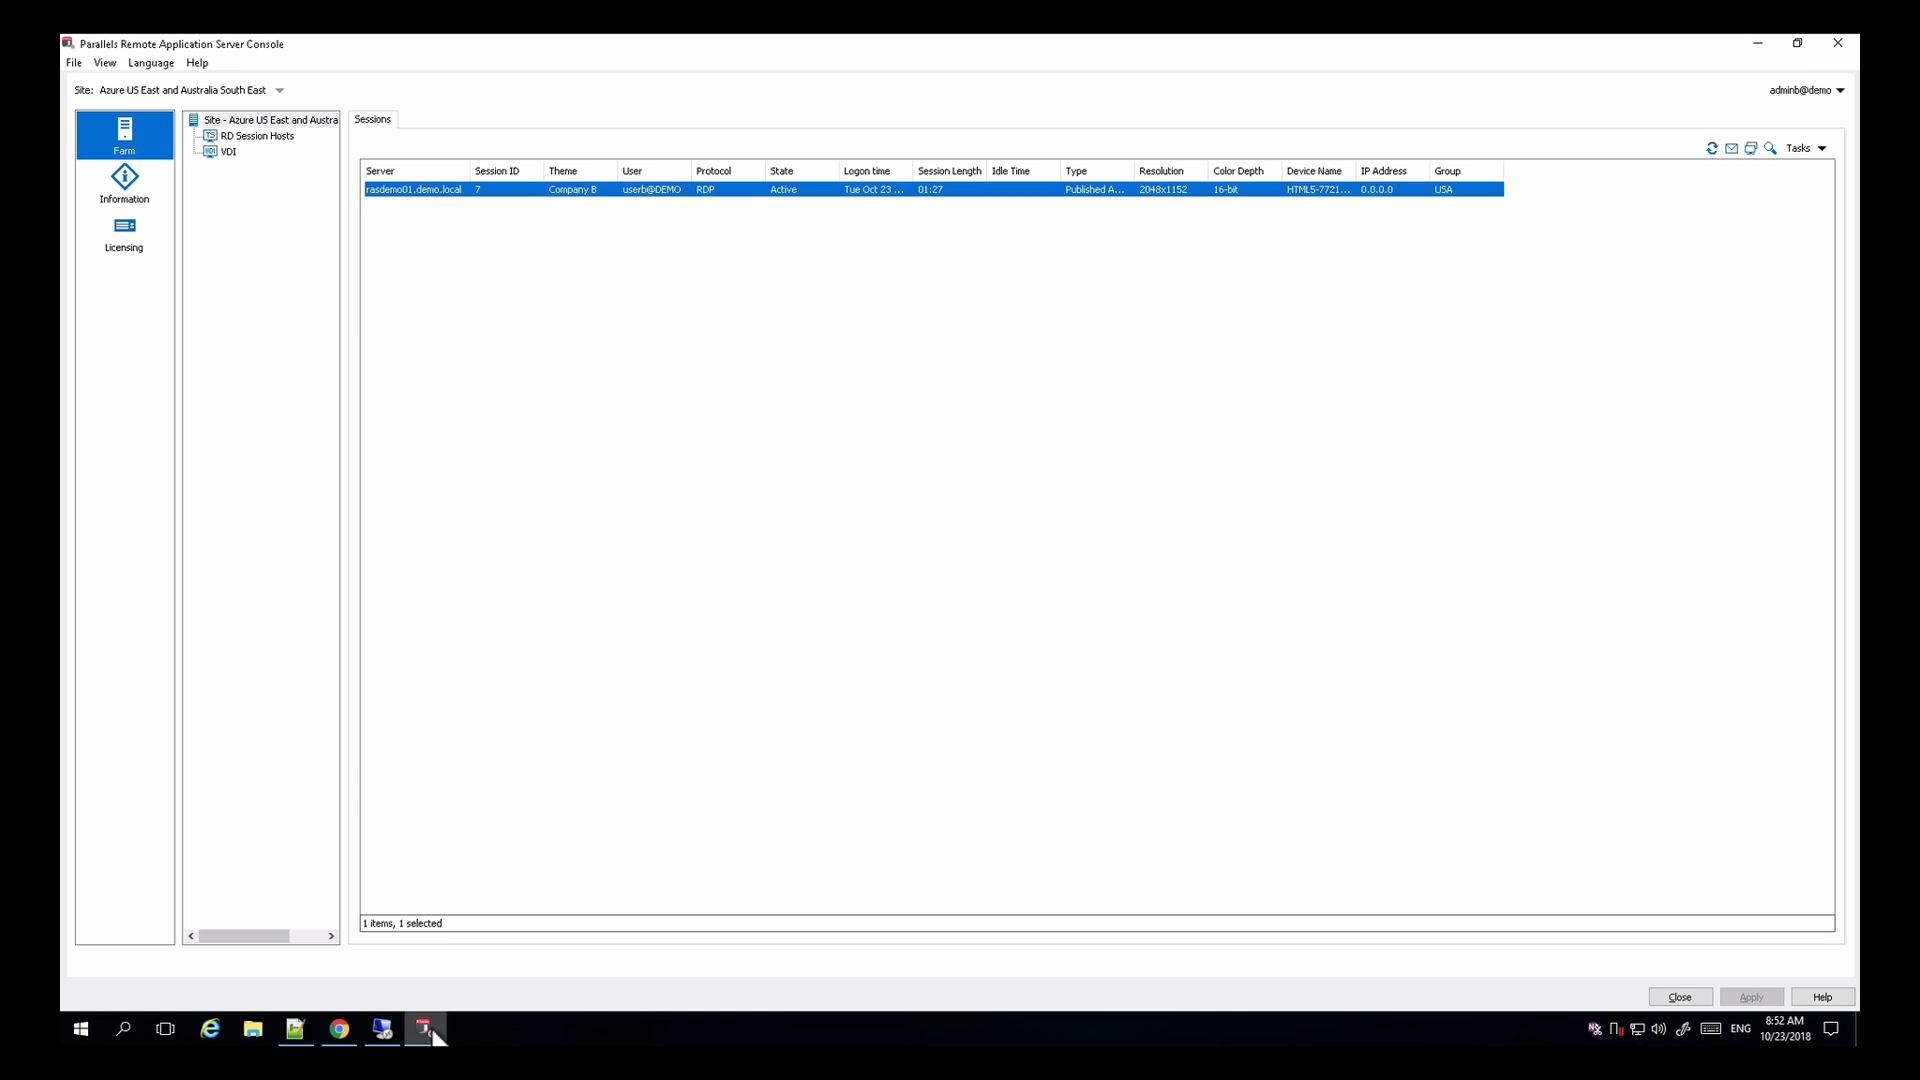 Parallels Remote Application Server Console
File View Language Help
Site: Azure US East and Australia South East
adminb@demo
Farm
Information
Licensing
Site - Azure US East and Austra
TS RD Session Hosts
VDI VDI
Sessions
Tasks
Server Session ID Theme User Protocol State Logon time Session Length Idle Time Type Resolution Color Depth Device Name IP Address Group
rasdemo01.demo.local 7 Company B userb@DEMO RDP Active Tue Oct 23 ... 01:27 Published A... 2048x1152 16-bit HTML5-7721... 0.0.0.0 USA
1 items, 1 selected
Close Apply Help
ENG
8:52 AM
10/23/2018